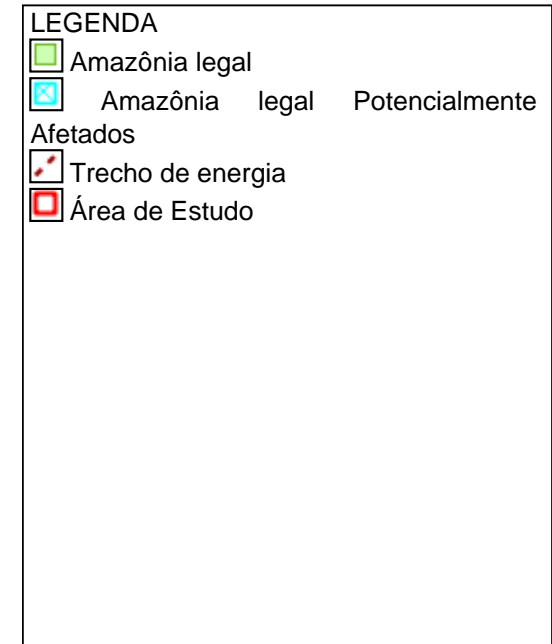 LEGENDA
Amazônia legal
Amazônia legal Potencialmente
Afetados
Trecho de energia
Área de Estudo